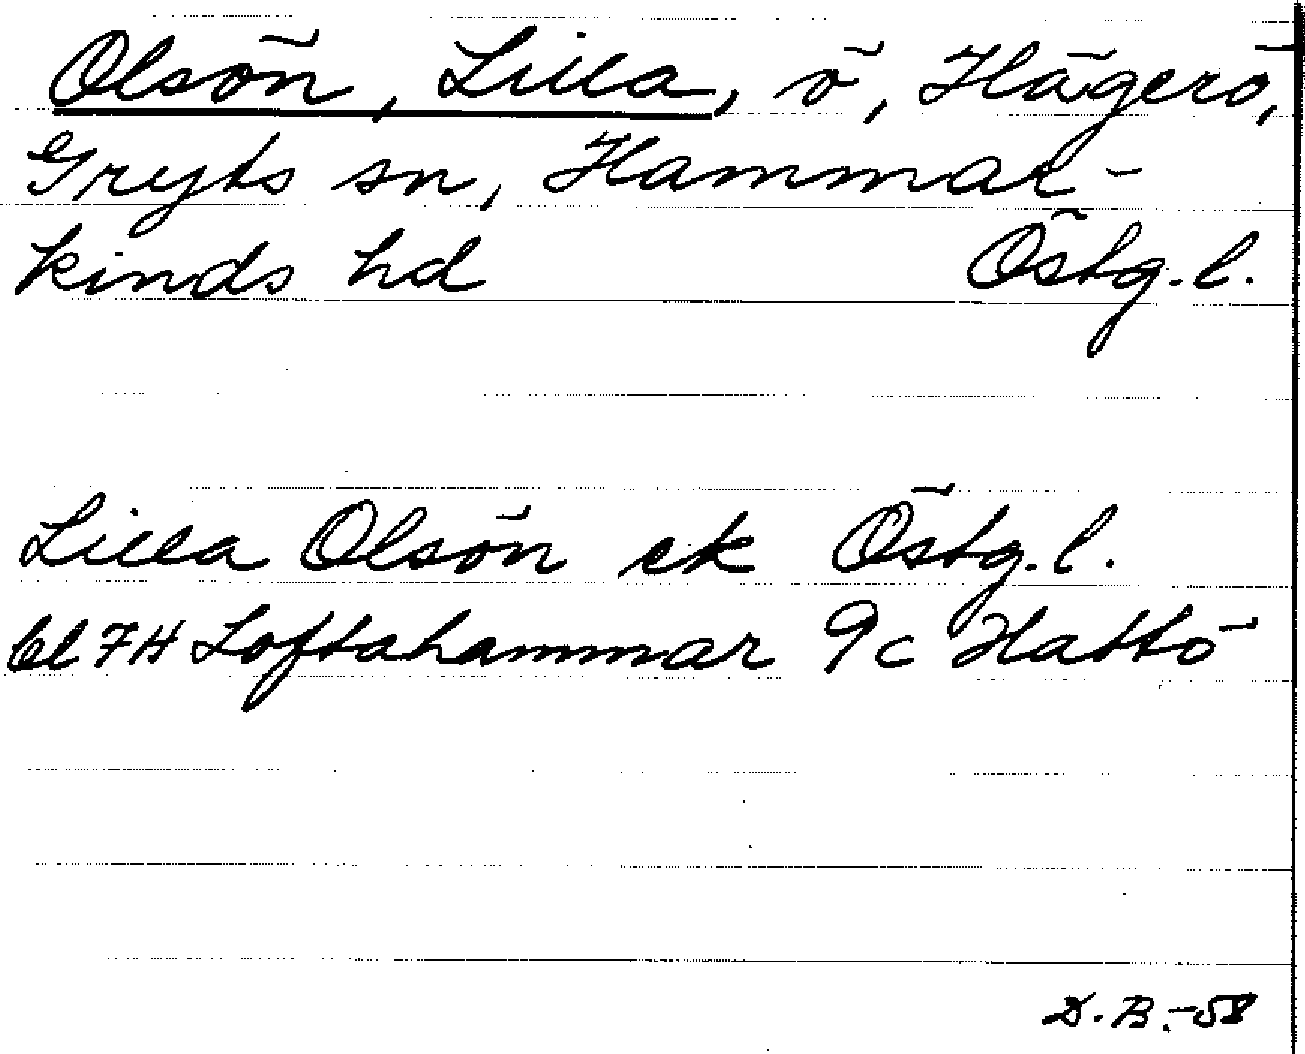 Olsön, Lilla, ö, Hägerö,
Gryts sn, Hammar-
kinds hd Östg. l.
Lilla Olsön ek Östg. l.
bl 7H Loftahammar 9c Hattö
D. B. -58